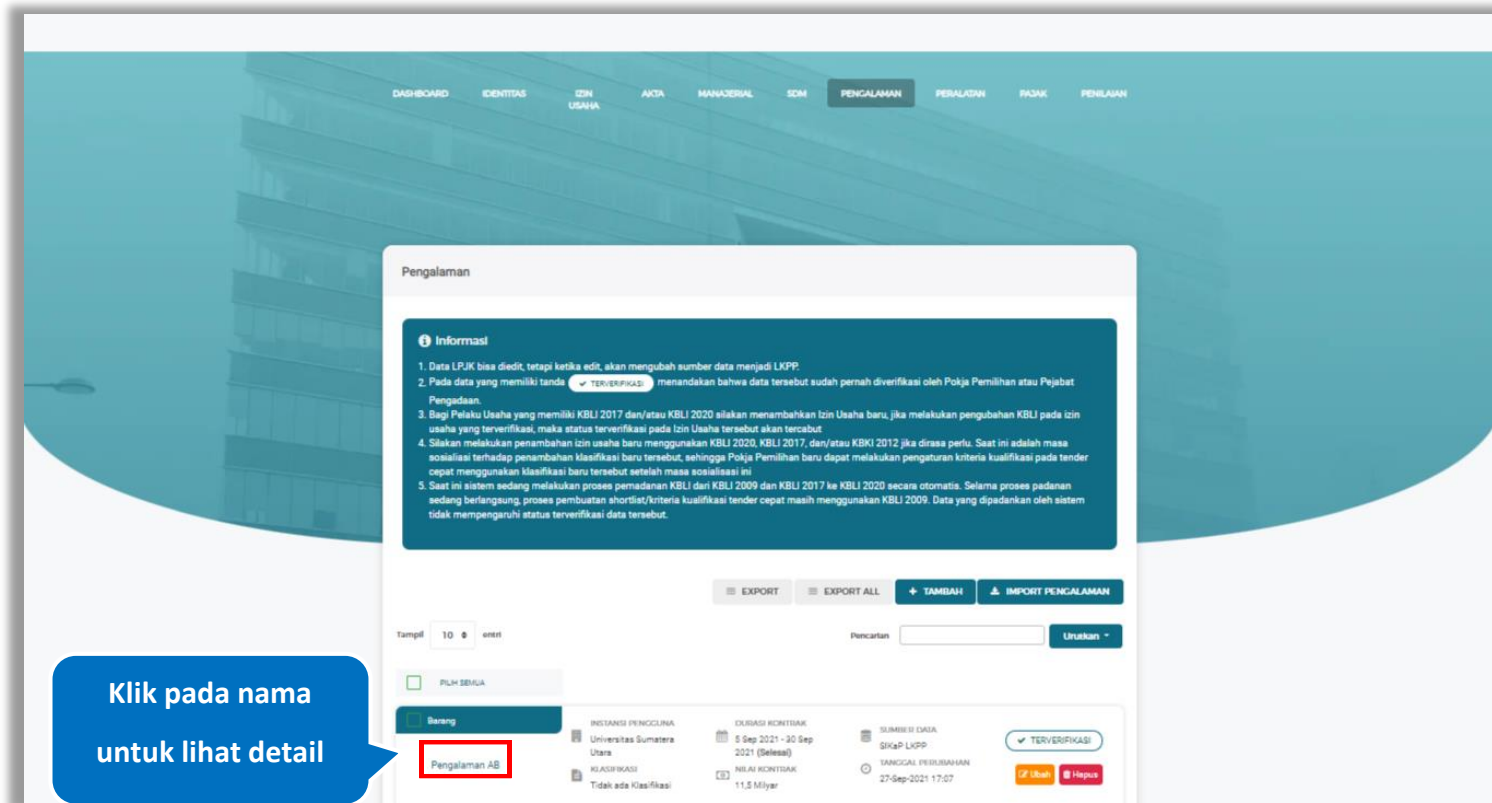 DASHBOARD IDENTITAS IZIN USAHA AKTA MANAJERIAL SDM PENGALAMAN PERALATAN PAJAK PENILAIAN
Pengalaman
Informasi
1. Data LPJK bisa diedit, tetapi ketika edit, akan mengubah sumber data menjadi LKPP.
2. Pada data yang memiliki tanda TERVERIFIKASI menandakan bahwa data tersebut sudah pernah diverifikasi oleh Pokja Pemilihan atau Pejabat
Pengadaan.
3. Bagi Pelaku Usaha yang memiliki KBLI 2017 dan/atau KBLI 2020 silakan menambahkan Izin Usaha baru, jika melakukan pengubahan KBLI pada izin
usaha yang terverifikasi, maka status terverifikasi pada Izin Usaha tersebut akan tercabut
4. Silakan melakukan penambahan izin usaha baru menggunakan KBLI 2020, KBLI 2017, dan/atau KBKI 2012 jika dirasa perlu. Saat ini adalah masa
sosialiasi terhadap penambahan klasifikasi baru tersebut, sehingga Pokja Pemilihan baru dapat melakukan pengaturan kriteria kualifikasi pada tender
cepat menggunakan klasifikasi baru tersebut setelah masa sosialisasi ini
5. Saat ini sistem sedang melakukan proses pemadanan KBLI dari KBLI 2009 dan KBLI 2017 ke KBLI 2020 secara otomatis. Selama proses padanan
sedang berlangsung, proses pembuatan shortlist/kriteria kualifikasi tender cepat masih menggunakan KBLI 2009. Data yang dipadankan oleh sistem
tidak mempengaruhi status terverifikasi data tersebut.
EXPORT EXPORT ALL + TAMBAH IMPORT PENGALAMAN
Tampil 10 entri Pencarian Urutkan
PILIH SEMUA
Klik pada nama
untuk lihat detail
Barang
Pengalaman AB
INSTANSI PENGGUNA
Universitas Sumatera
Utara
KLASIFIKASI
Tidak ada Klasifikasi
DURASI KONTRAK
5 Sep 2021 - 30 Sep
2021 (Selesai)
NILAI KONTRAK
11,5 Milyar
SUMBER DATA
SIKaP LKPP
TANGGAL PERUBAHAN
27-Sep-2021 17:07
TERVERIFIKASI
Ubah Hapus